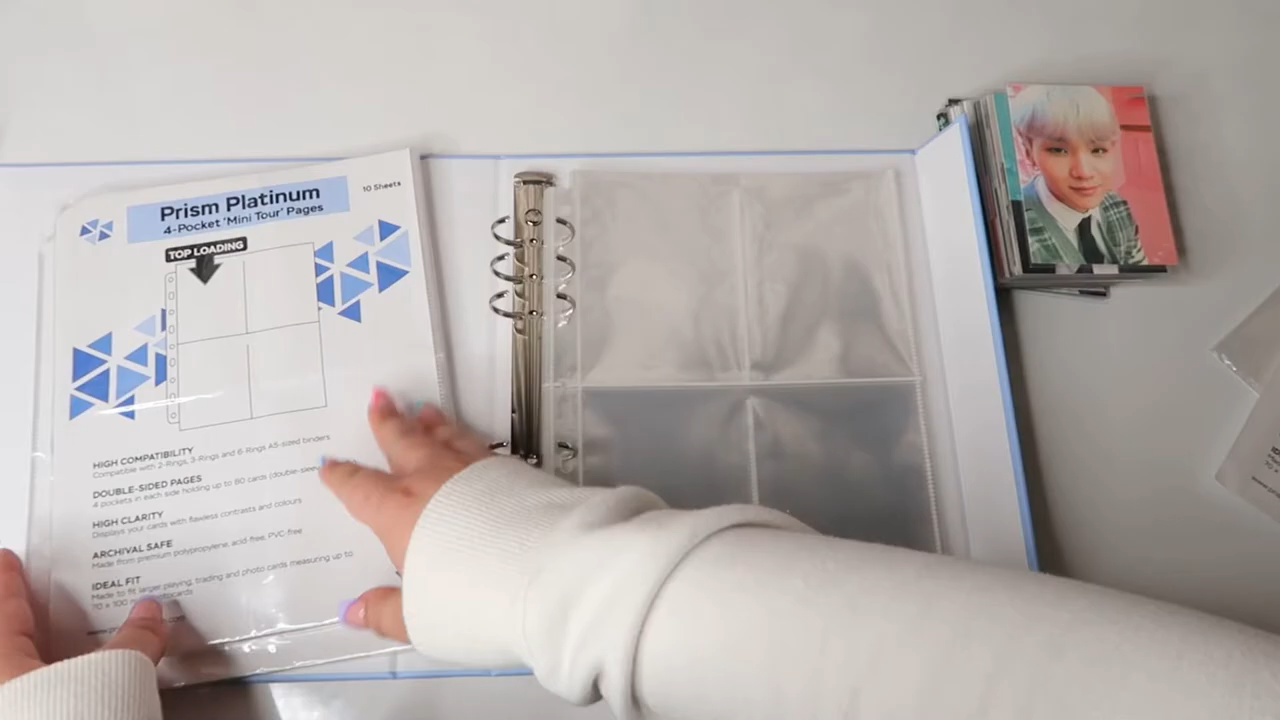 Prism Platinum
4-Pocket 'Mini Tour' Pages
10 Sheets
TOP LOADING
HIGH COMPATIBILITY
Compatible with 2-Rings, 3-Rings and 6-Rings A5-sized binders
DOUBLE-SIDED PAGES
4 pockets in each side holding up to 80 cards (double-sleev
HIGH CLARITY
Displays your cards with flawless contrasts and colours
ARCHIVAL SAFE
Made from premium polypropylene, acid-free, PVC-free
IDEAL FIT
Made to fit larger playing, trading and photo cards measuring up to
70 x 100 m